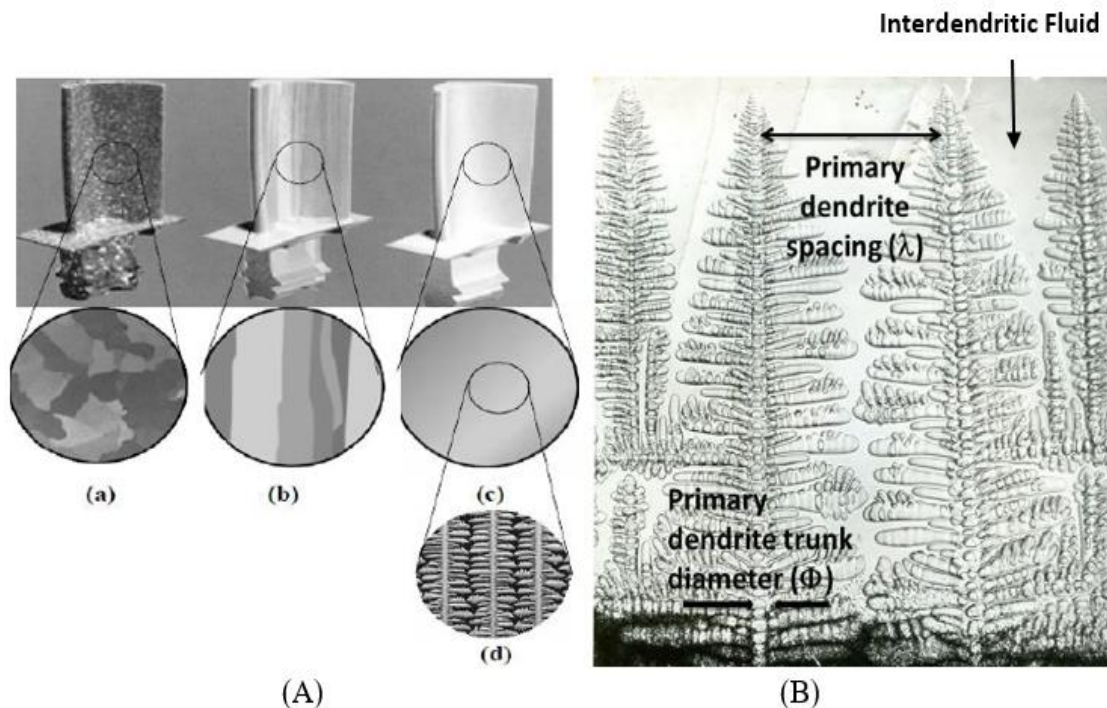 Interdendritic Fluid
Primary
dendrite
spacing (λ)
Primary
dendrite trunk
diameter (Φ)
(a)
(b)
(c)
(d)
(A)
(B)